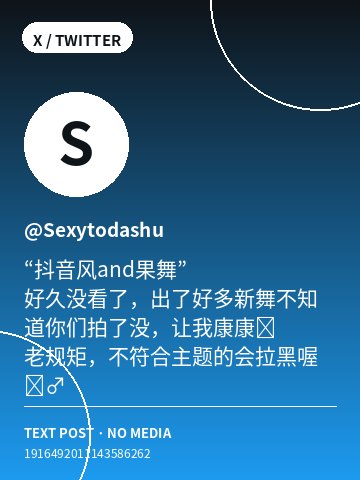 X / TWITTER
S
@Sexytodashu
“抖音风and果舞”
好久没看了，出了好多新舞不知
道你们拍了没，让我康康
老规矩，不符合主题的会拉黑喔
♂
TEXT POST · NO MEDIA
1916492011143586262